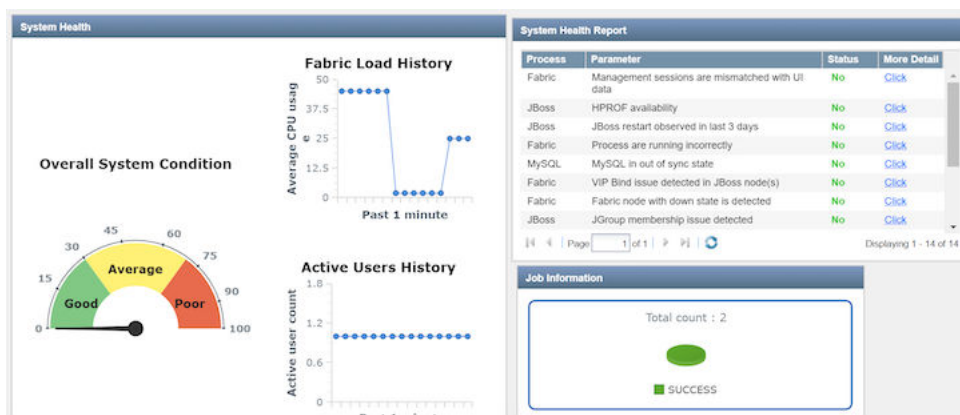 System Health
Fabric Load History
50
37.5
25
12.5
0
Average CPU usag
e
Past 1 minute
Overall System Condition
0
15
30
45
60
75
90
100
Good
Average
Poor
Active Users History
1.8
1.2
0.6
0
Active user count
System Health Report
Process Parameter Status More Detail
Fabric Management sessions are mismatched with UI data No Click
JBoss HPROF availability No Click
JBoss JBoss restart observed in last 3 days No Click
Fabric Process are running incorrectly No Click
MySQL MySQL in out of sync state No Click
Fabric VIP Bind issue detected in JBoss node(s) No Click
Fabric Fabric node with down state is detected No Click
JBoss JGroup membership issue detected No Click
Page 1 of 1 Displaying 1 - 14 of 14
Job Information
Total count : 2
SUCCESS